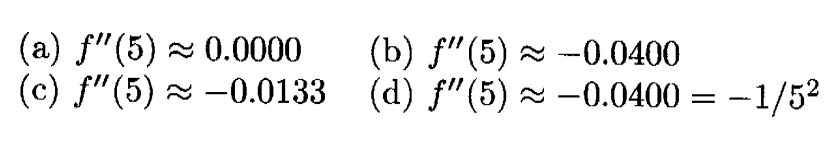 (a) f″(5) ≈ 0.0000 (b) f″(5) ≈ −0.0400
(c) f″(5) ≈ −0.0133 (d) f″(5) ≈ −0.0400 = −1/5²